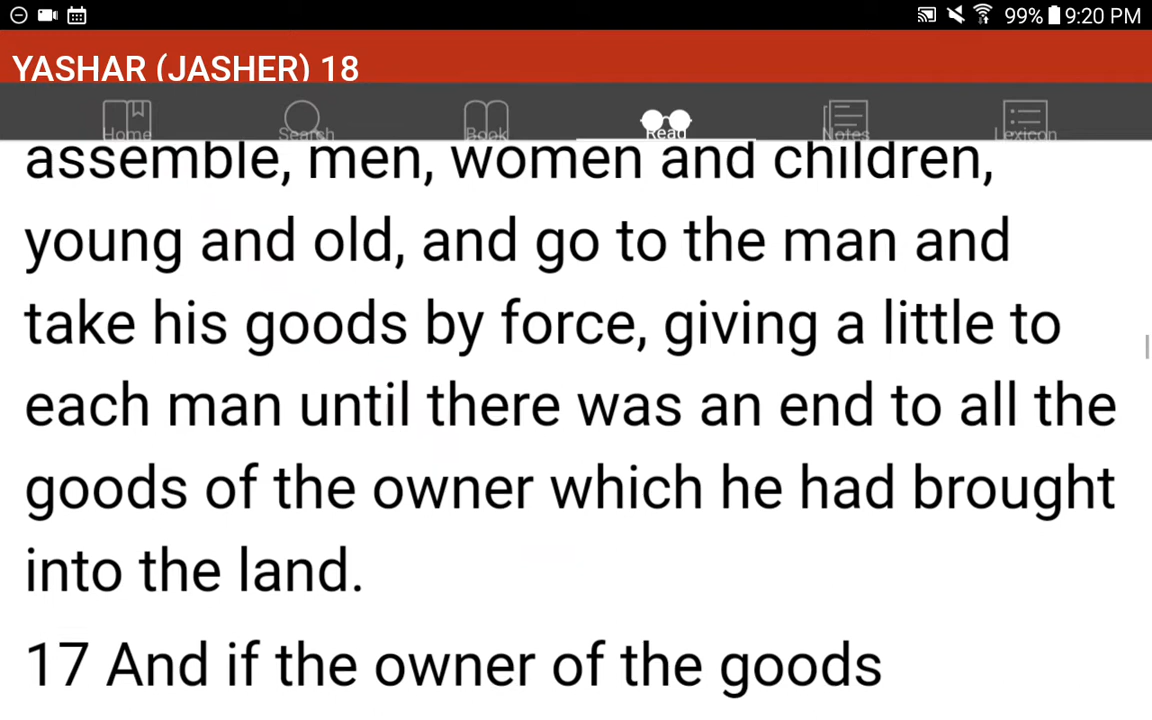 99% 9:20 PM
YASHAR (JASHER) 18
Home Search Book Read Notes Lexicon
assemble, men, women and children,
young and old, and go to the man and
take his goods by force, giving a little to
each man until there was an end to all the
goods of the owner which he had brought
into the land.
17 And if the owner of the goods